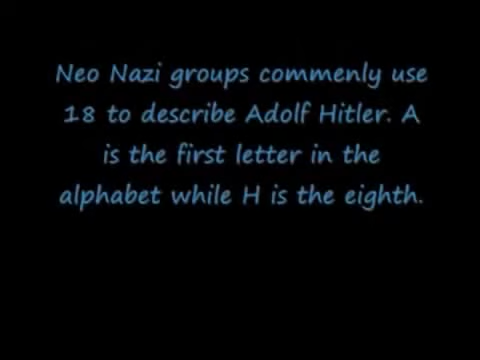 Neo Nazi groups commenly use
18 to describe Adolf Hitler. A
is the first letter in the
alphabet while H is the eighth.